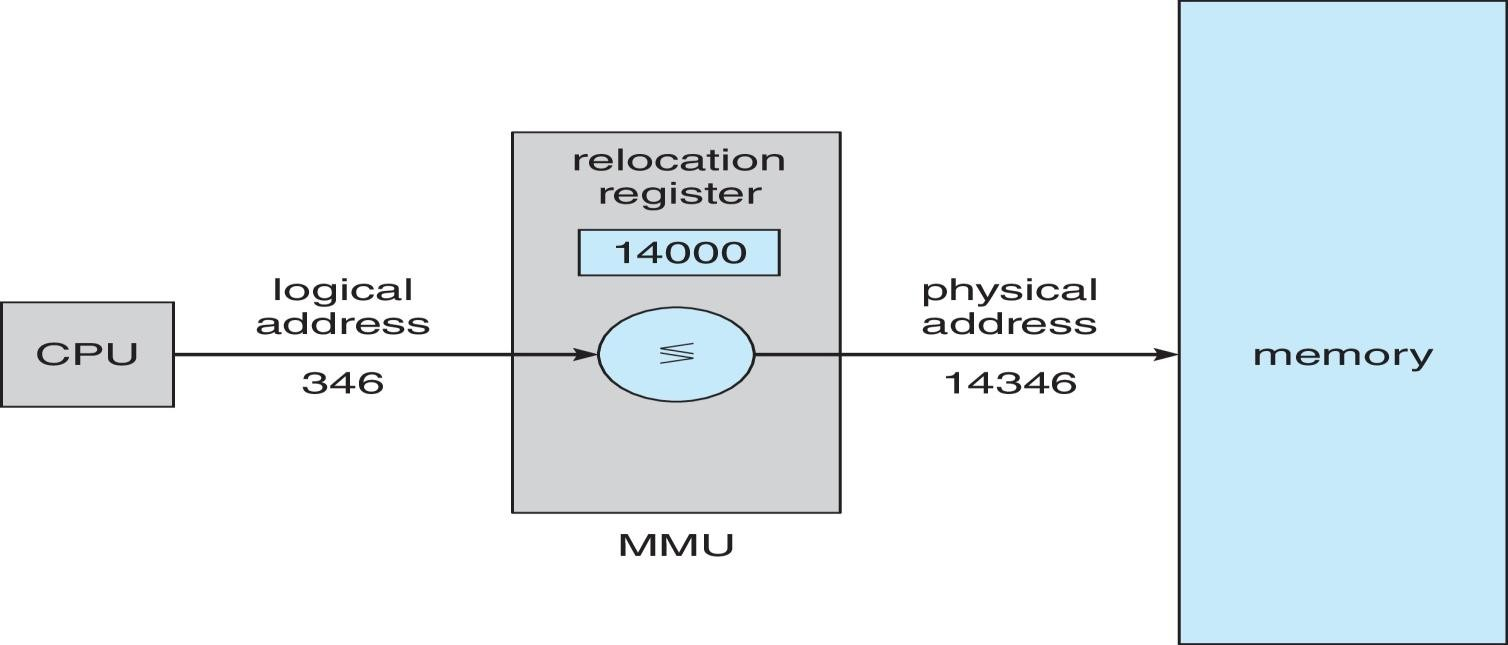 relocation
register
14000
logical
address
physical
address
CPU
≶
memory
346
14346
MMU